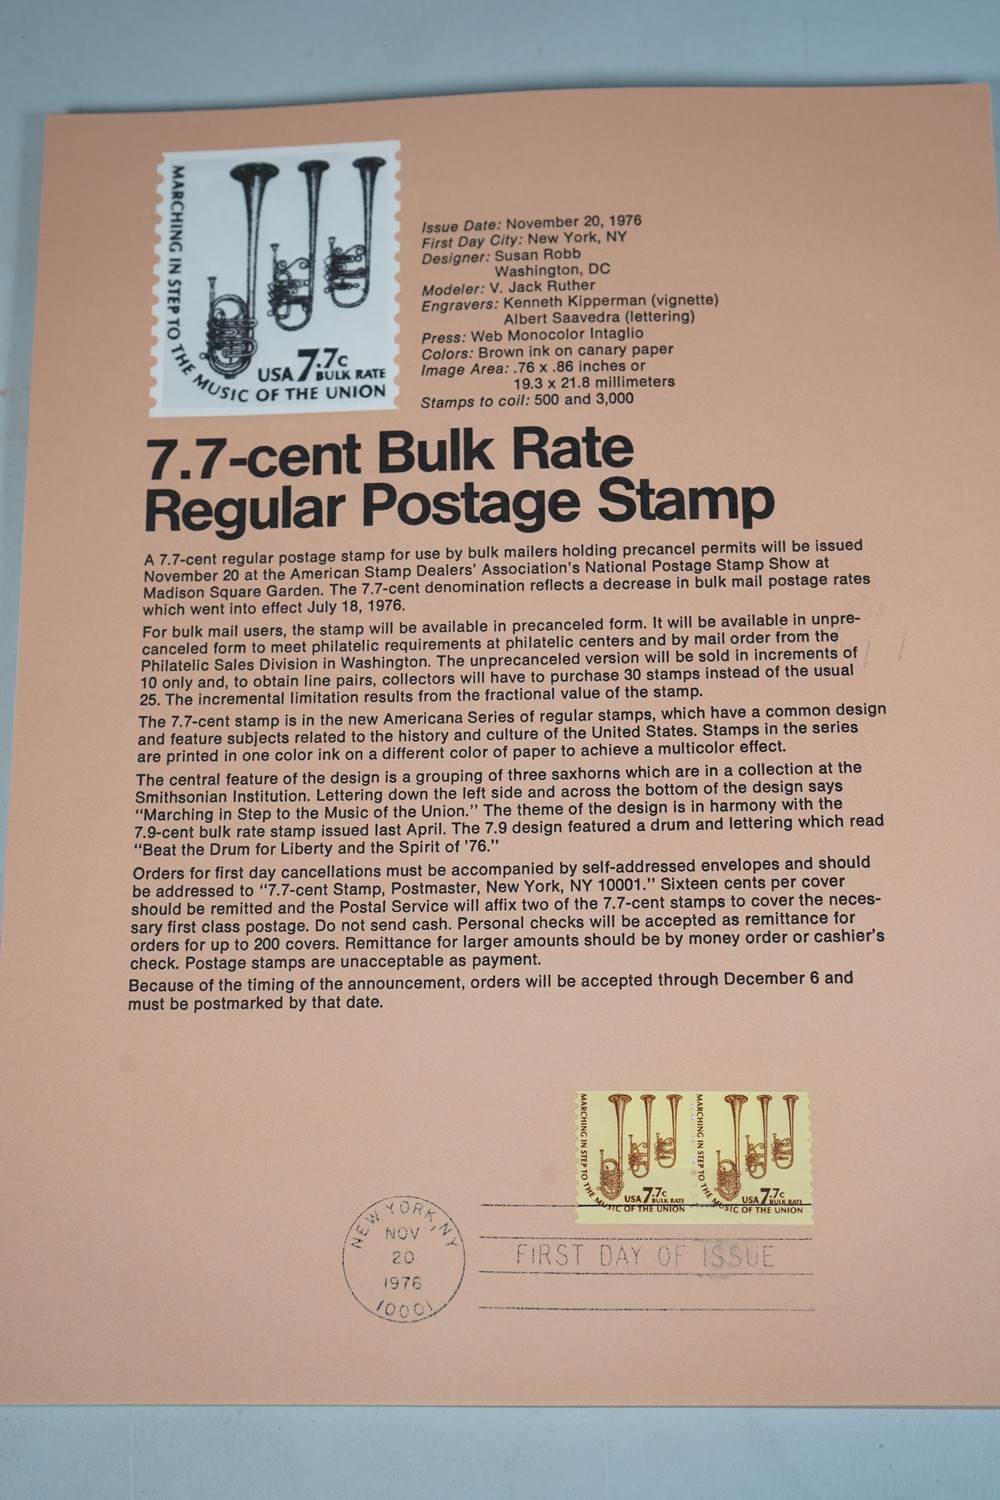 MARCHING IN STEP TO THE MUSIC OF THE UNION
USA 7.7c
BULK RATE
Issue Date: November 20, 1976
First Day City: New York, NY
Designer: Susan Robb
Washington, DC
Modeler: V. Jack Ruther
Engravers: Kenneth Kipperman (vignette)
Albert Saavedra (lettering)
Press: Web Monocolor Intaglio
Colors: Brown ink on canary paper
Image Area: .76 x .86 inches or
19.3 x 21.8 millimeters
Stamps to coil: 500 and 3,000
7.7-cent Bulk Rate
Regular Postage Stamp
A 7.7-cent regular postage stamp for use by bulk mailers holding precancel permits will be issued
November 20 at the American Stamp Dealers' Association's National Postage Stamp Show at
Madison Square Garden. The 7.7-cent denomination reflects a decrease in bulk mail postage rates
which went into effect July 18, 1976.
For bulk mail users, the stamp will be available in precanceled form. It will be available in unpre-
canceled form to meet philatelic requirements at philatelic centers and by mail order from the
Philatelic Sales Division in Washington. The unprecanceled version will be sold in increments of
10 only and, to obtain line pairs, collectors will have to purchase 30 stamps instead of the usual
25. The incremental limitation results from the fractional value of the stamp.
The 7.7-cent stamp is in the new Americana Series of regular stamps, which have a common design
and feature subjects related to the history and culture of the United States. Stamps in the series
are printed in one color ink on a different color of paper to achieve a multicolor effect.
The central feature of the design is a grouping of three saxhorns which are in a collection at the
Smithsonian Institution. Lettering down the left side and across the bottom of the design says
"Marching in Step to the Music of the Union." The theme of the design is in harmony with the
7.9-cent bulk rate stamp issued last April. The 7.9 design featured a drum and lettering which read
"Beat the Drum for Liberty and the Spirit of '76."
Orders for first day cancellations must be accompanied by self-addressed envelopes and should
be addressed to "7.7-cent Stamp, Postmaster, New York, NY 10001." Sixteen cents per cover
should be remitted and the Postal Service will affix two of the 7.7-cent stamps to cover the neces-
sary first class postage. Do not send cash. Personal checks will be accepted as remittance for
orders for up to 200 covers. Remittance for larger amounts should be by money order or cashier's
check. Postage stamps are unacceptable as payment.
Because of the timing of the announcement, orders will be accepted through December 6 and
must be postmarked by that date.
MARCHING IN STEP TO THE MUSIC OF THE UNION
USA 7.7c
BULK RATE
MARCHING IN STEP TO THE MUSIC OF THE UNION
USA 7.7c
BULK RATE
NEW YORK, NY
NOV
20
1976
10001
FIRST DAY OF ISSUE